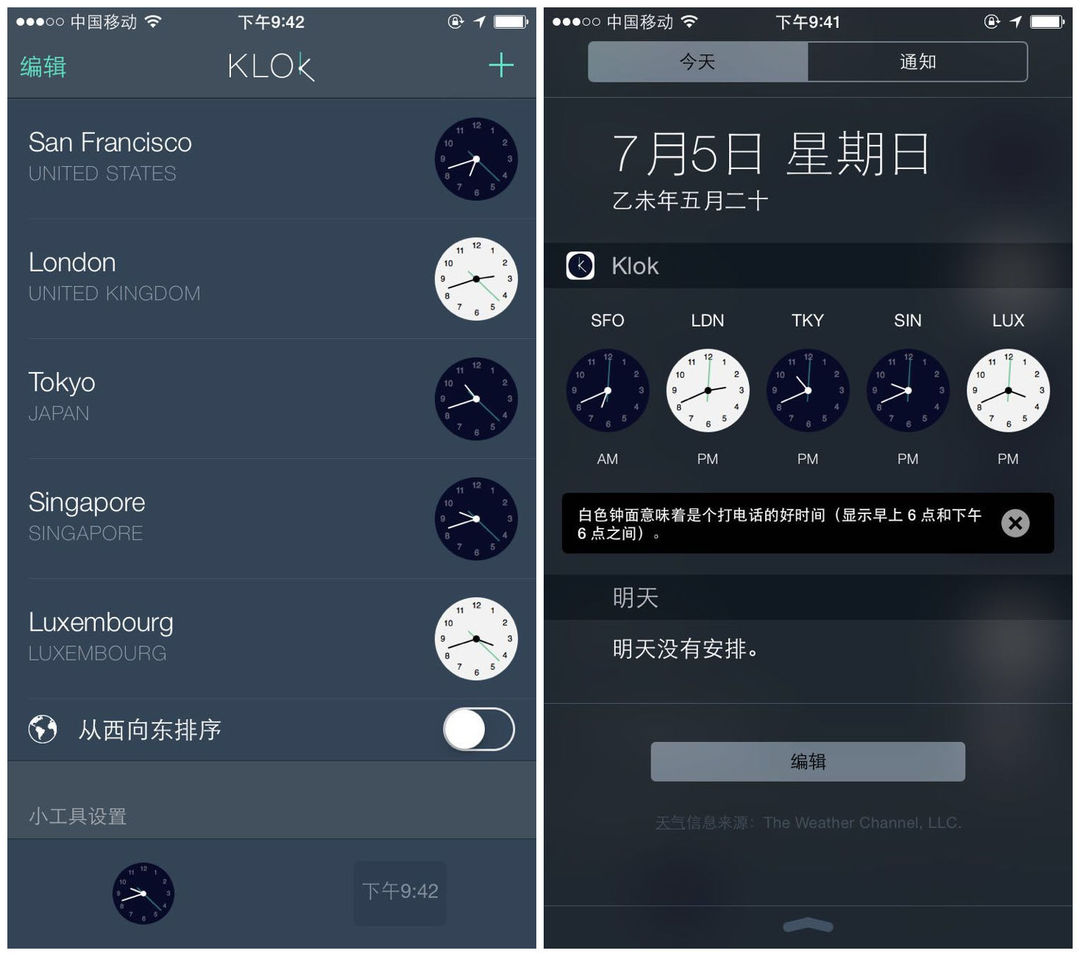 中国移动 下午9:42
编辑 KLOk +
San Francisco
UNITED STATES
London
UNITED KINGDOM
Tokyo
JAPAN
Singapore
SINGAPORE
Luxembourg
LUXEMBOURG
从西向东排序
小工具设置
下午9:42
中国移动 下午9:41
今天 通知
7月5日 星期日
乙未年五月二十
Klok
SFO LDN TKY SIN LUX
AM PM PM PM PM
白色钟面意味着是个打电话的好时间（显示早上 6 点和下午
6 点之间）。
明天
明天没有安排。
编辑
天气信息来源：The Weather Channel, LLC.